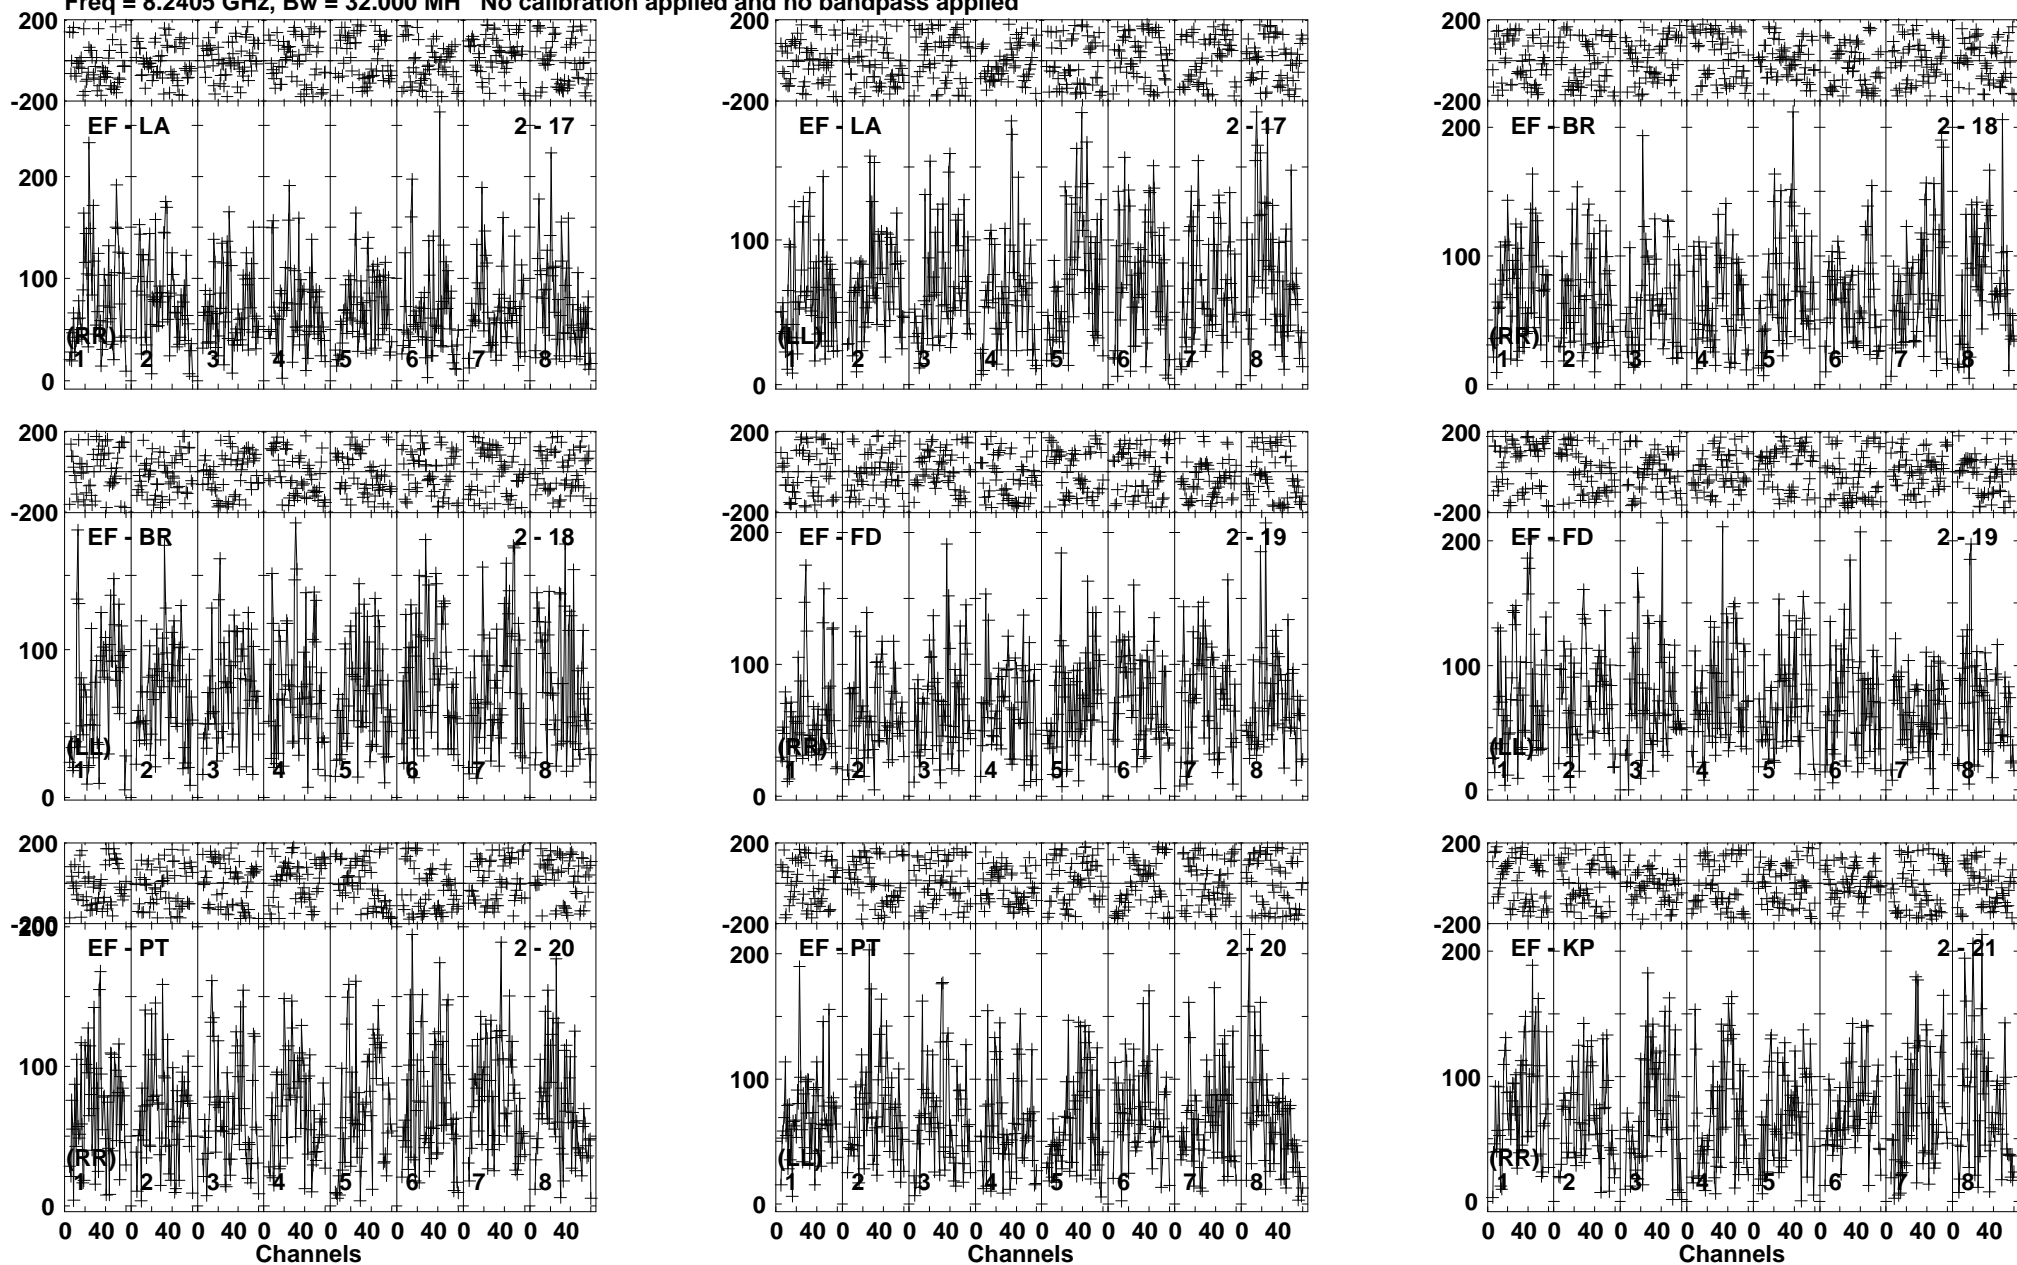 Freq = 8.2405 GHz, Bw = 32.000 MH No calibration applied and no bandpass applied
200 200 200
-200 -200 -200
EF - LA 2 - 17 EF - LA 2 - 17 EF - BR 2 - 18
200 200
100 100 100
(RR) (LL) (RR)
1 2 3 4 5 6 7 8 1 2 3 4 5 6 7 8 1 2 3 4 5 6 7 8
0 0 0
200 200 200
-200 -200 -200
EF - BR 2 - 18 EF - FD 2 - 19 EF - FD 2 - 19
200 200
100 100 100
(LL) (RR) (LL)
1 2 3 4 5 6 7 8 1 2 3 4 5 6 7 8 1 2 3 4 5 6 7 8
0 0 0
200 200 200
-200 -200 -200
200
EF - PT 2 - 20 EF - PT 2 - 20 EF - KP 2 - 21
200 200
100 100 100
(RR) (LL) (RR)
1 2 3 4 5 6 7 8 1 2 3 4 5 6 7 8 1 2 3 4 5 6 7 8
0 0 0
0 40 0 40 0 40 0 40 0 40 0 40 0 40 0 40 0 40 0 40 0 40 0 40 0 40 0 40 0 40 0 40 0 40 0 40 0 40 0 40 0 40 0 40 0 40 0 40
Channels Channels Channels